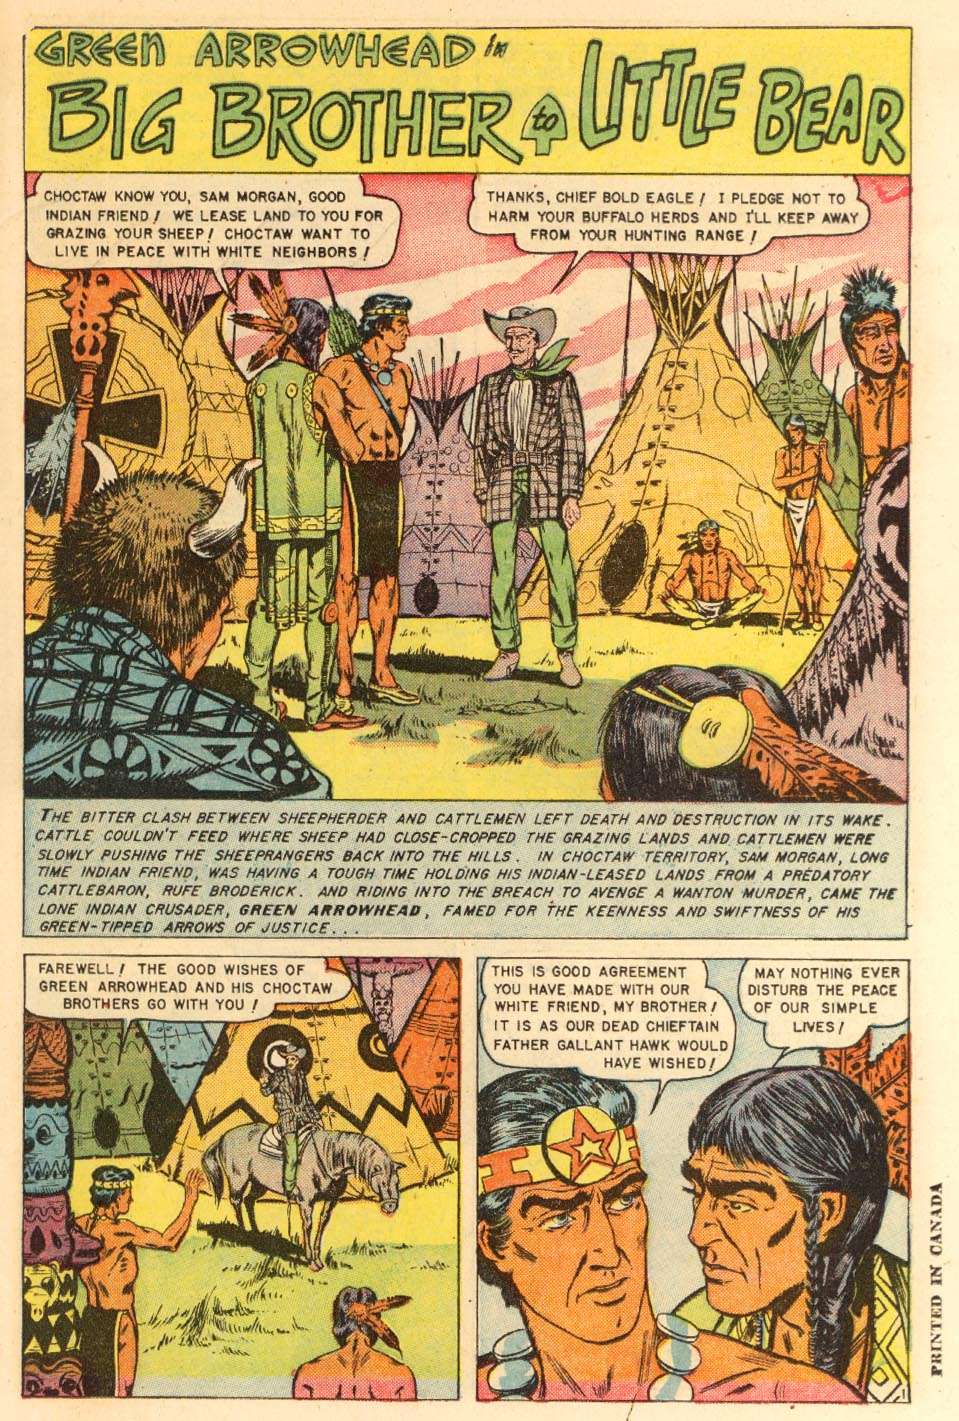 GREEN ARROWHEAD in
BIG BROTHER to LITTLE BEAR
CHOCTAW KNOW YOU, SAM MORGAN, GOOD
INDIAN FRIEND! WE LEASE LAND TO YOU FOR
GRAZING YOUR SHEEP! CHOCTAW WANT TO
LIVE IN PEACE WITH WHITE NEIGHBORS!
THANKS, CHIEF BOLD EAGLE! I PLEDGE NOT TO
HARM YOUR BUFFALO HERDS AND I'LL KEEP AWAY
FROM YOUR HUNTING RANGE!
THE BITTER CLASH BETWEEN SHEEPHERDER AND CATTLEMEN LEFT DEATH AND DESTRUCTION IN ITS WAKE.
CATTLE COULDN'T FEED WHERE SHEEP HAD CLOSE-CROPPED THE GRAZING LANDS AND CATTLEMEN WERE
SLOWLY PUSHING THE SHEEPRANGERS BACK INTO THE HILLS. IN CHOCTAW TERRITORY, SAM MORGAN, LONG
TIME INDIAN FRIEND, WAS HAVING A TOUGH TIME HOLDING HIS INDIAN-LEASED LANDS FROM A PREDATORY
CATTLEBARON, RUFE BRODERICK. AND RIDING INTO THE BREACH TO AVENGE A WANTON MURDER, CAME THE
LONE INDIAN CRUSADER, GREEN ARROWHEAD, FAMED FOR THE KEENNESS AND SWIFTNESS OF HIS
GREEN-TIPPED ARROWS OF JUSTICE...
FAREWELL! THE GOOD WISHES OF
GREEN ARROWHEAD AND HIS CHOCTAW
BROTHERS GO WITH YOU!
THIS IS GOOD AGREEMENT
YOU HAVE MADE WITH OUR
WHITE FRIEND, MY BROTHER!
IT IS AS OUR DEAD CHIEFTAIN
FATHER GALLANT HAWK WOULD
HAVE WISHED!
MAY NOTHING EVER
DISTURB THE PEACE
OF OUR SIMPLE
LIVES!
1
PRINTED IN CANADA